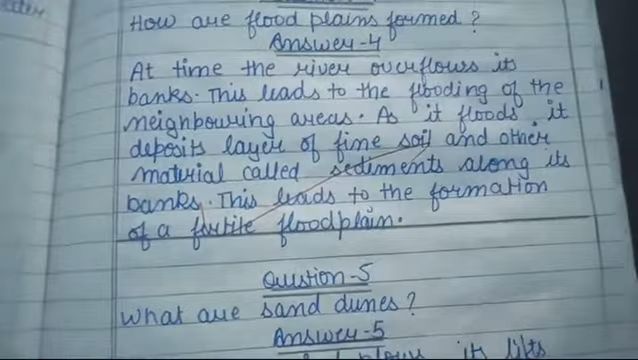 How are flood plains formed?
Answer-4
At time the river overflows its
banks. This leads to the flooding of the
neighbouring areas. As it floods, it
deposits layer of fine soil and other
material called sediments along its
banks. This leads to the formation
of a fertile floodplain.
Question-5
What are sand dunes?
Answer-5
it lifts